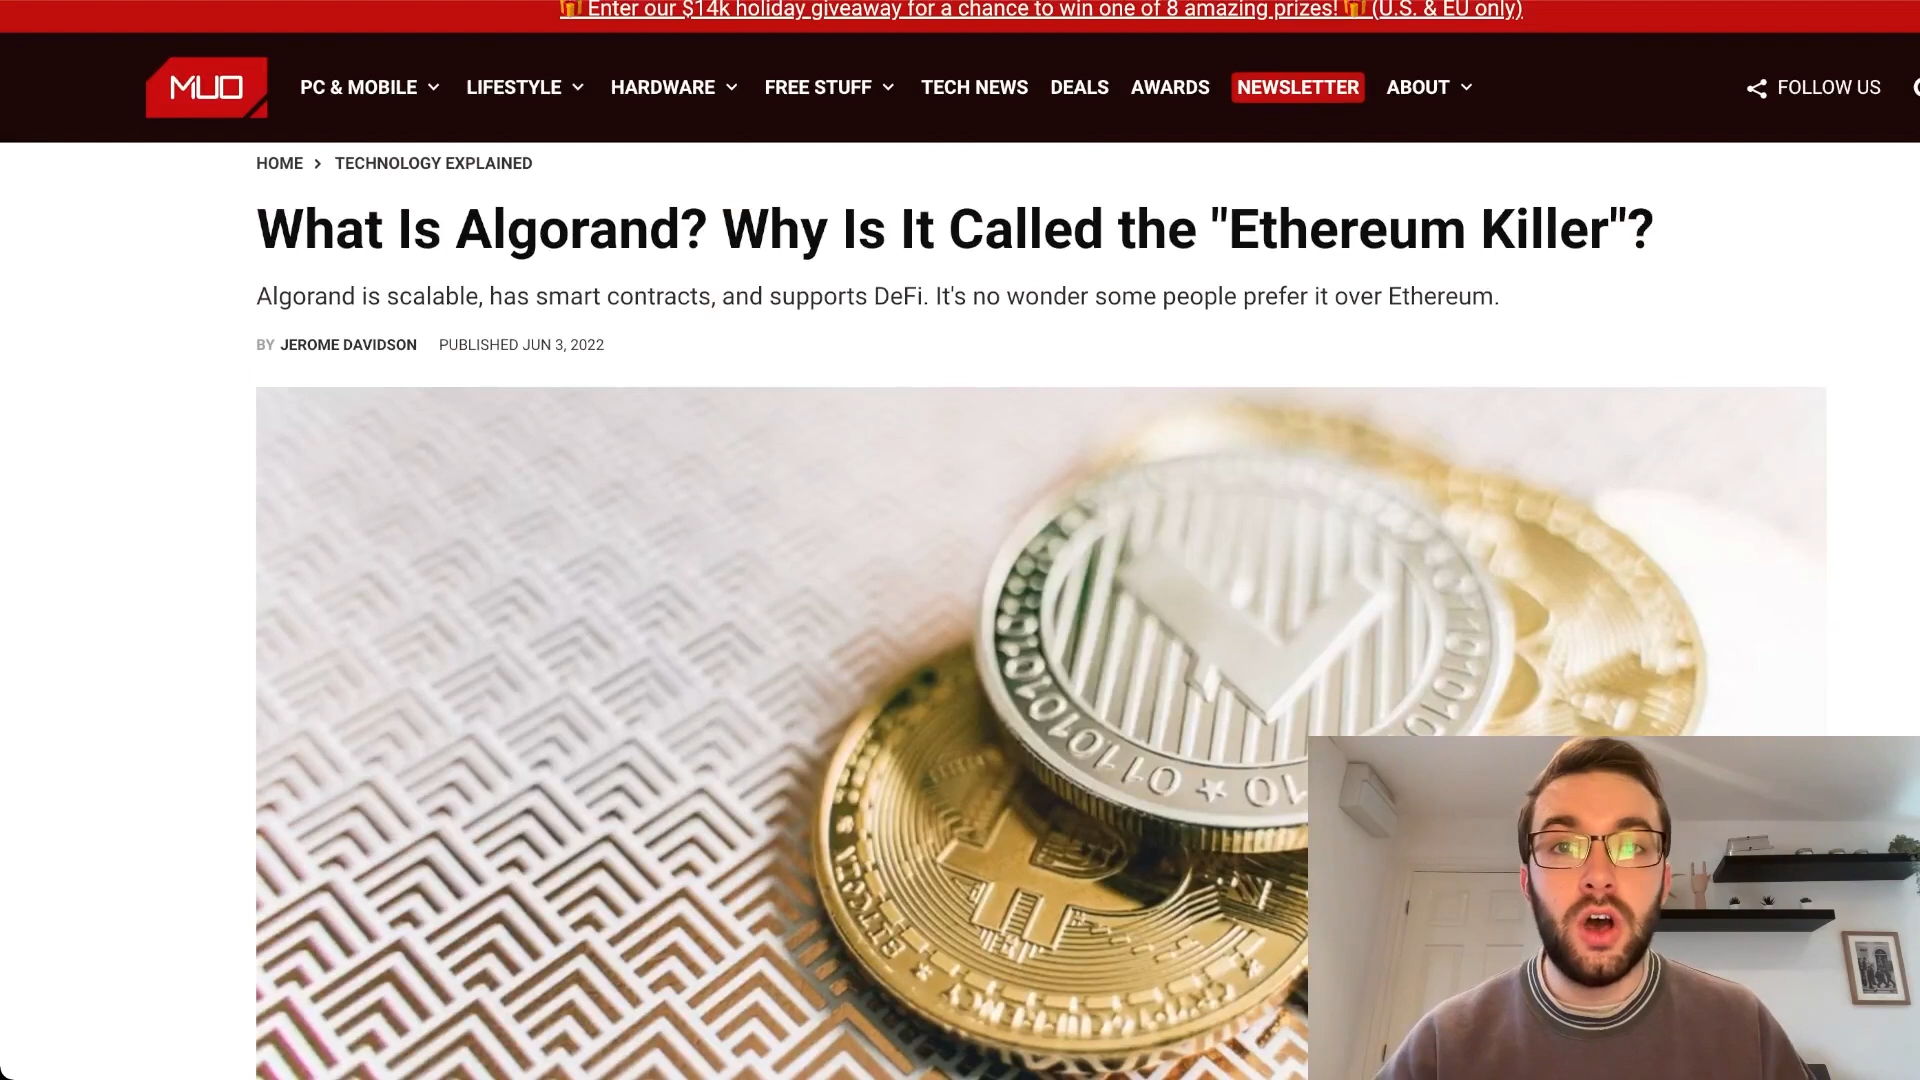 Enter our $14k holiday giveaway for a chance to win one of 8 amazing prizes! (U.S. & EU only)
MUO PC & MOBILE LIFESTYLE HARDWARE FREE STUFF TECH NEWS DEALS AWARDS NEWSLETTER ABOUT FOLLOW US
HOME > TECHNOLOGY EXPLAINED
What Is Algorand? Why Is It Called the "Ethereum Killer"?
Algorand is scalable, has smart contracts, and supports DeFi. It's no wonder some people prefer it over Ethereum.
BY JEROME DAVIDSON PUBLISHED JUN 3, 2022